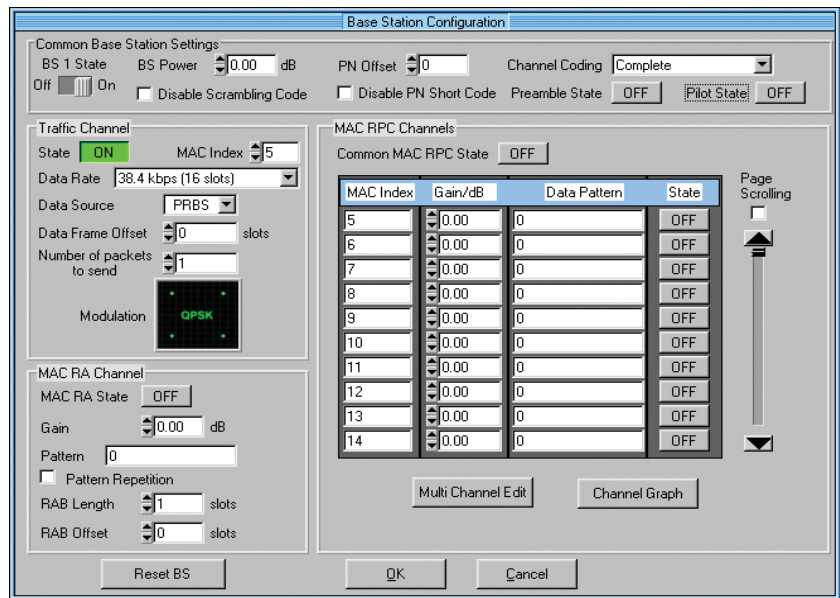 Base Station Configuration
Common Base Station Settings
BS 1 State BS Power 0.00 dB PN Offset 0 Channel Coding Complete
Off On Disable Scrambling Code Disable PN Short Code Preamble State OFF Pilot State OFF
Traffic Channel
State ON MAC Index 5
Data Rate 38.4 kbps (16 slots)
Data Source PRBS
Data Frame Offset 0 slots
Number of packets
to send 1
Modulation QPSK
MAC RA Channel
MAC RA State OFF
Gain 0.00 dB
Pattern 0
Pattern Repetition
RAB Length 1 slots
RAB Offset 0 slots
MAC RPC Channels
Common MAC RPC State OFF
MAC Index Gain/dB Data Pattern State
5 0.00 0 OFF
6 0.00 0 OFF
7 0.00 0 OFF
8 0.00 0 OFF
9 0.00 0 OFF
10 0.00 0 OFF
11 0.00 0 OFF
12 0.00 0 OFF
13 0.00 0 OFF
14 0.00 0 OFF
Page
Scrolling
Multi Channel Edit Channel Graph
Reset BS OK Cancel